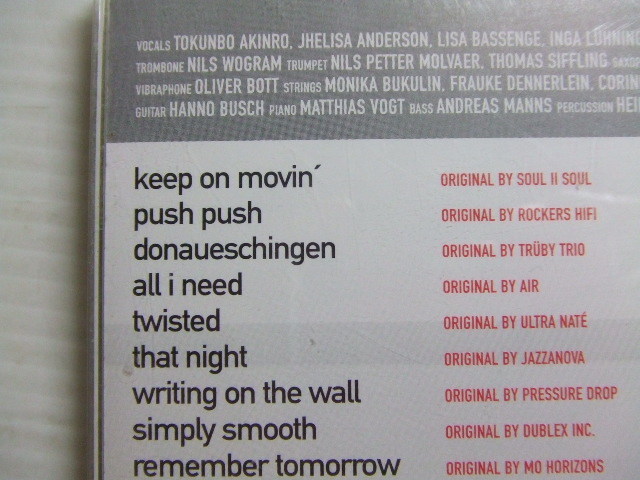 VOCALS TOKUNBO AKINRO, JHELISA ANDERSON, LISA BASSENGE, INGA LÜHNING
TROMBONE NILS WOGRAM TRUMPET NILS PETTER MOLVAER, THOMAS SIFFLING
VIBRAPHONE OLIVER BOTT STRINGS MONIKA BUKULIN, FRAUKE DENNERLEIN,
GUITAR HANNO BUSCH PIANO MATTHIAS VOGT BASS ANDREAS MANNS PERCUSSION
keep on movin´ ORIGINAL BY SOUL II SOUL
push push ORIGINAL BY ROCKERS HIFI
donaueschingen ORIGINAL BY TRÜBY TRIO
all i need ORIGINAL BY AIR
twisted ORIGINAL BY ULTRA NATÉ
that night ORIGINAL BY JAZZANOVA
writing on the wall ORIGINAL BY PRESSURE DROP
simply smooth ORIGINAL BY DUBLEX INC.
remember tomorrow ORIGINAL BY MO HORIZONS